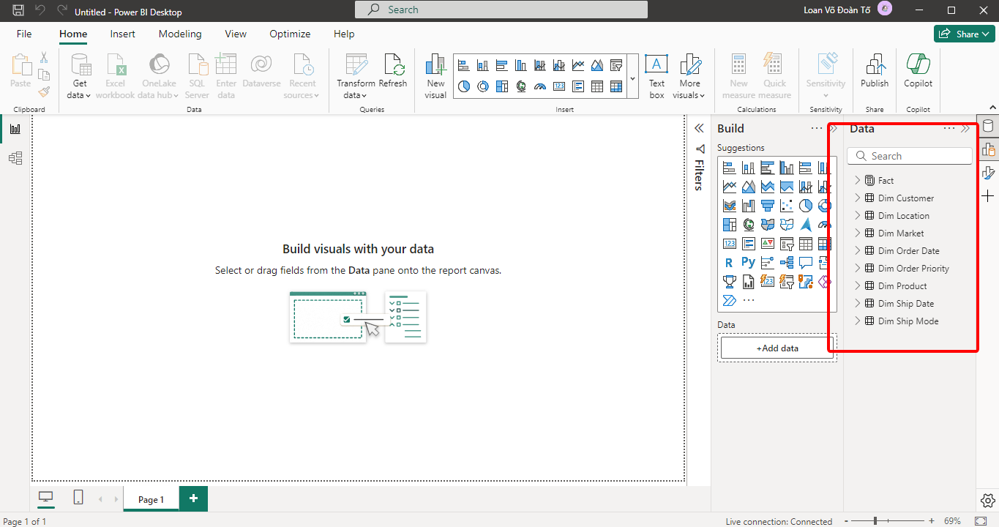 Untitled - Power BI Desktop
Search
Loan Võ Đoàn Tố
File Home Insert Modeling View Optimize Help
Share
Paste
Get data
Excel workbook
OneLake data hub
SQL Server
Enter data
Dataverse
Recent sources
Transform data
Refresh
New visual
Text box
More visuals
New measure
Quick measure
Sensitivity
Publish
Copilot
Clipboard
Data
Queries
Insert
Calculations
Sensitivity
Share
Copilot
Build visuals with your data
Select or drag fields from the Data pane onto the report canvas.
Filters
Build
Suggestions
123
R Py
123
Data
+Add data
Data
Search
Fact
Dim Customer
Dim Location
Dim Market
Dim Order Date
Dim Order Priority
Dim Product
Dim Ship Date
Dim Ship Mode
Page 1
Page 1 of 1
Live connection: Connected
- + 69%